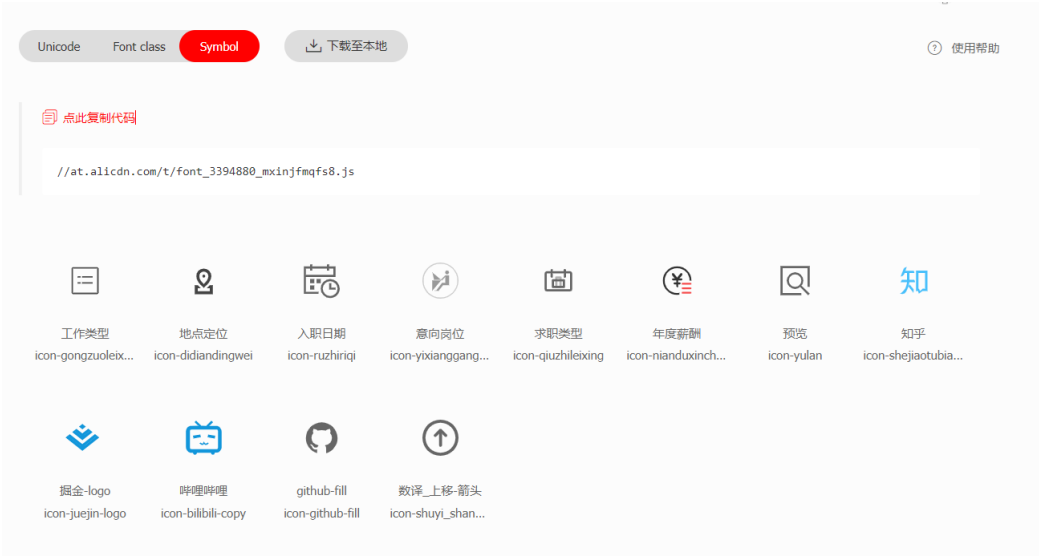 Unicode
Font class
Symbol
下载至本地
使用帮助
点此复制代码
//at.alicdn.com/t/font_3394880_mxinjfmqfs8.js
知
工作类型
地点定位
入职日期
意向岗位
求职类型
年度薪酬
预览
知乎
icon-gongzuoleix...
icon-didiandingwei
icon-ruzhiriqi
icon-yixianggang...
icon-qiuzhileixing
icon-nianduxinch...
icon-yulan
icon-shejiaotubia...
掘金-logo
哔哩哔哩
github-fill
数译_上移-箭头
icon-juejin-logo
icon-bilibili-copy
icon-github-fill
icon-shuyi_shan...